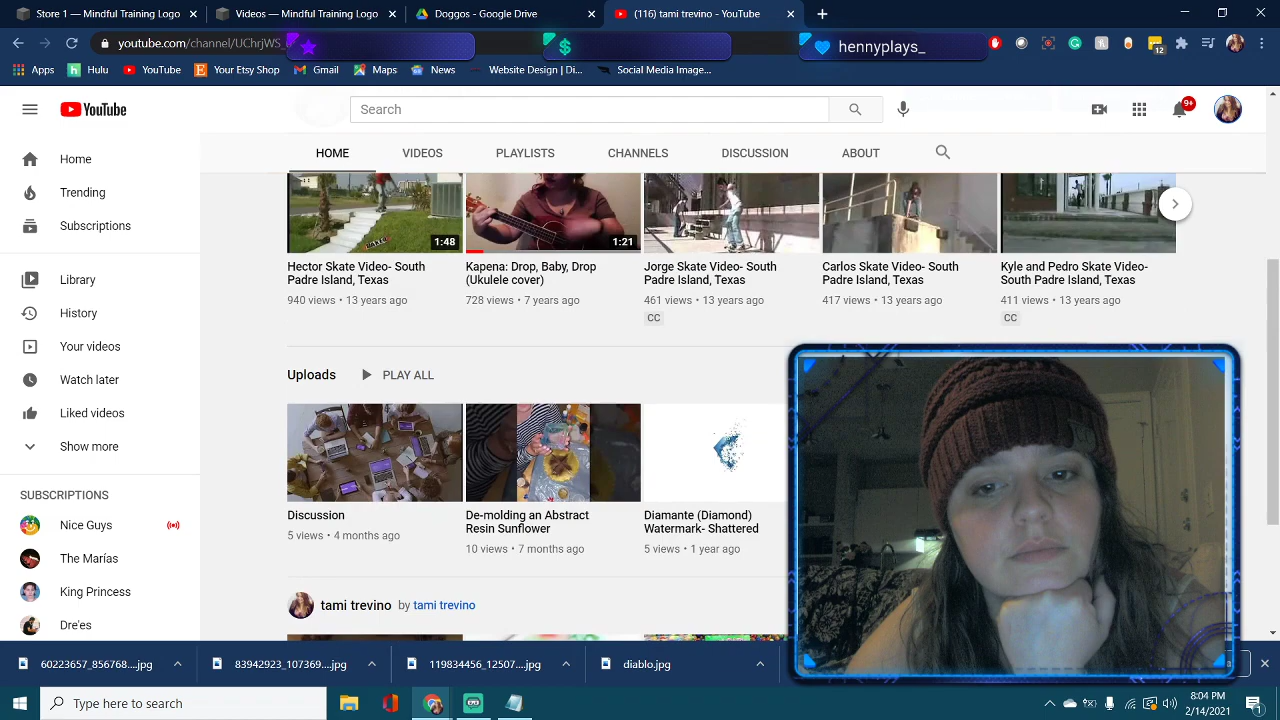 Store 1 — Diamante Textil Logo
Videos — Diamante Textil Logo
Doggos - Google Drive
(116) tami trevino - YouTube
youtube.com/channel/UChrjWS_
$
hennyplays_
12
Apps
Hulu
YouTube
Your Etsy Shop
Gmail
Maps
News
Website Design | Di...
Social Media Image...
YouTube
Search
9+
HOME
VIDEOS
PLAYLISTS
CHANNELS
DISCUSSION
ABOUT
Home
Trending
Subscriptions
Library
History
Your videos
Watch later
Liked videos
Show more
SUBSCRIPTIONS
Nice Guys
The Marías
King Princess
Dre'es
1:48
1:21
Hector Skate Video- South
Padre Island, Texas
940 views • 13 years ago
Kapena: Drop, Baby, Drop
(Ukulele cover)
728 views • 7 years ago
Jorge Skate Video- South
Padre Island, Texas
461 views • 13 years ago
CC
Carlos Skate Video- South
Padre Island, Texas
417 views • 13 years ago
Kyle and Pedro Skate Video-
South Padre Island, Texas
411 views • 13 years ago
CC
Uploads
PLAY ALL
Discussion
5 views • 4 months ago
De-molding an Abstract
Resin Sunflower
10 views • 7 months ago
Diamante (Diamond)
Watermark- Shattered
5 views • 1 year ago
tami trevino by tami trevino
83942923_107369....jpg
119834456_12507....jpg
diablo.jpg
Type here to search
8:04 PM
2/14/2021
1